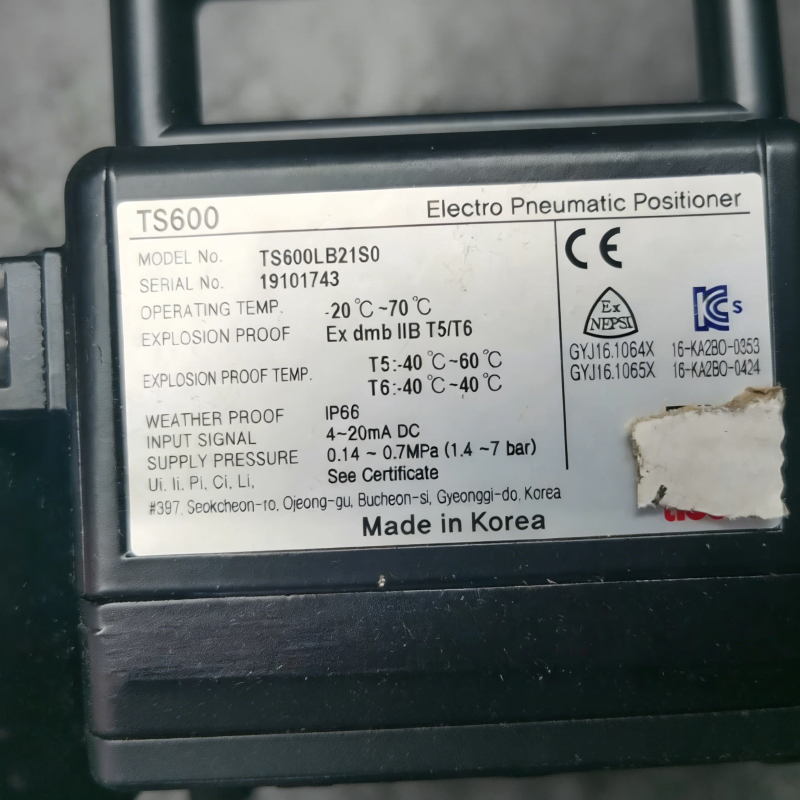 TS600 Electro Pneumatic Positioner
MODEL No. TS600LB21S0
SERIAL No. 19101743
OPERATING TEMP. -20℃~70℃
EXPLOSION PROOF Ex dmb IIB T5/T6
EXPLOSION PROOF TEMP. T5:-40℃~60℃
T6:-40℃~40℃
WEATHER PROOF IP66
INPUT SIGNAL 4~20mA DC
SUPPLY PRESSURE 0.14 ~ 0.7MPa (1.4 ~7 bar)
Ui, Ii, Pi, Ci, Li, See Certificate
#397, Seokcheon-ro, Ojeong-gu, Bucheon-si, Gyeonggi-do, Korea
Made in Korea
CE
Ex
NEPSI
KCs
GYJ16.1064X 16-KA2BO-0353
GYJ16.1065X 16-KA2BO-0424